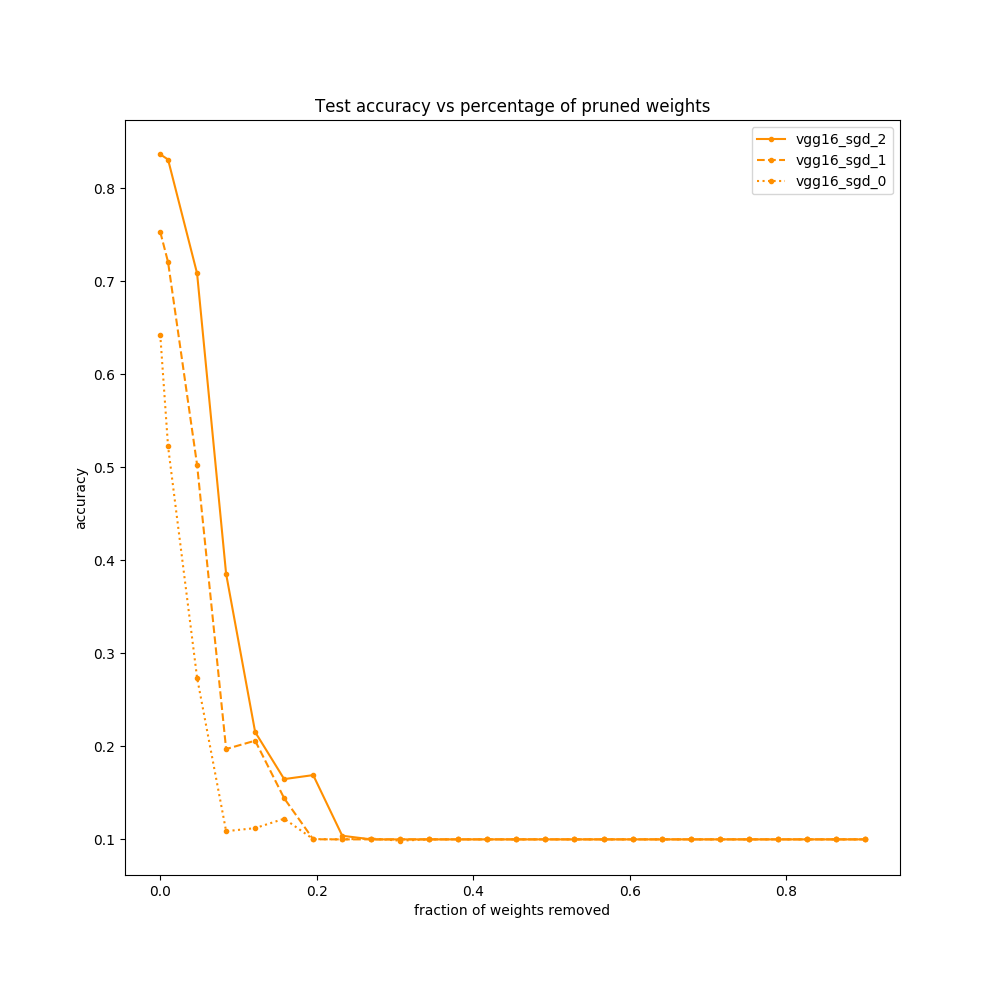 Test accuracy vs percentage of pruned weights
vgg16_sgd_2
vgg16_sgd_1
vgg16_sgd_0
accuracy
0.8
0.7
0.6
0.5
0.4
0.3
0.2
0.1
0.0
0.2
0.4
0.6
0.8
fraction of weights removed